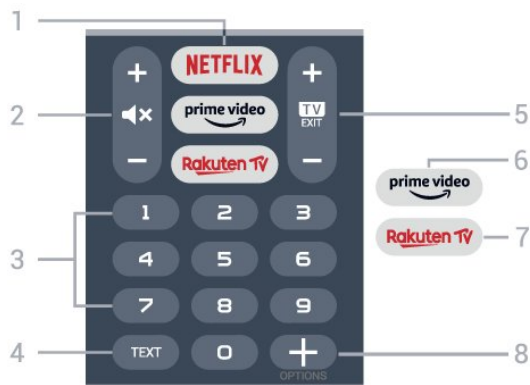 1
NETFLIX
+
+
2
prime video
TV
EXIT
5
–
Rakuten TV
–
6
prime video
1
2
3
Rakuten TV
7
3
4
5
6
7
8
9
4
TEXT
0
+
8
OPTIONS